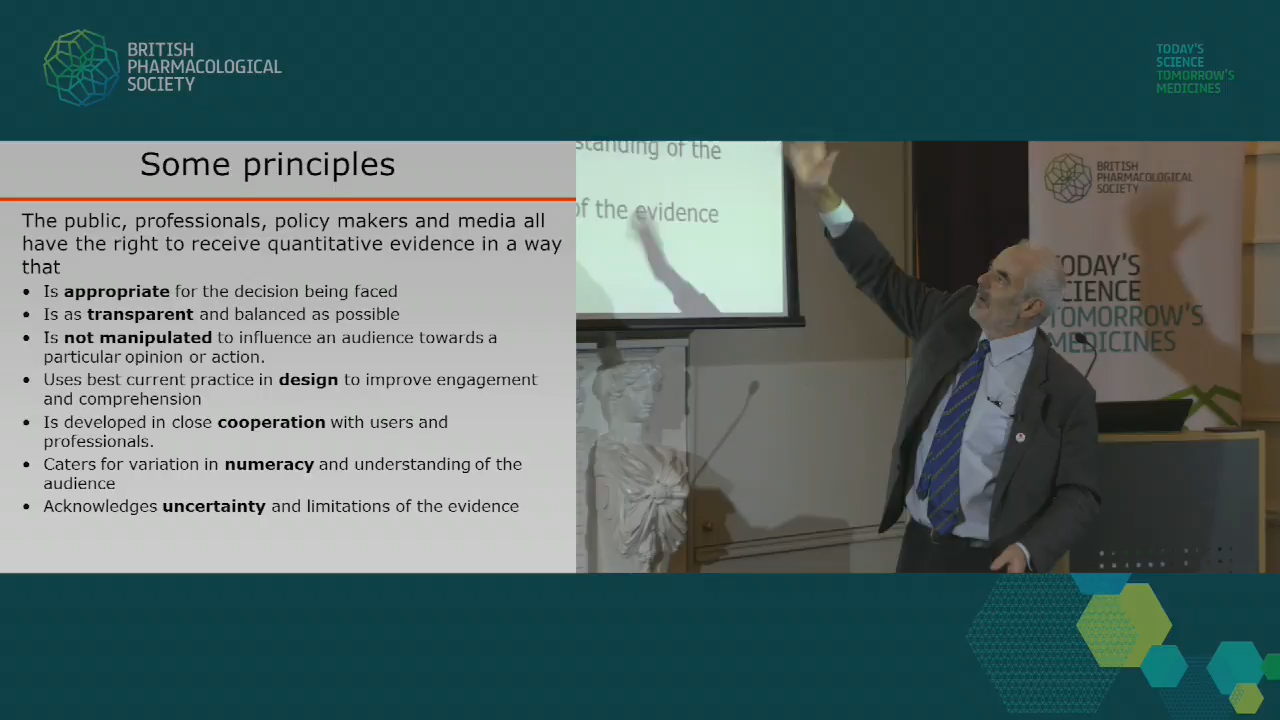 BRITISH
PHARMACOLOGICAL
SOCIETY
TODAY'S
SCIENCE
TOMORROW'S
MEDICINES
Some principles
The public, professionals, policy makers and media all
have the right to receive quantitative evidence in a way
that
• Is appropriate for the decision being faced
• Is as transparent and balanced as possible
• Is not manipulated to influence an audience towards a
particular opinion or action.
• Uses best current practice in design to improve engagement
and comprehension
• Is developed in close cooperation with users and
professionals.
• Caters for variation in numeracy and understanding of the
audience
• Acknowledges uncertainty and limitations of the evidence
standing of the
of the evidence
BRITISH
PHARMACOLOGICAL
SOCIETY
TODAY'S
SCIENCE
TOMORROW'S
MEDICINES